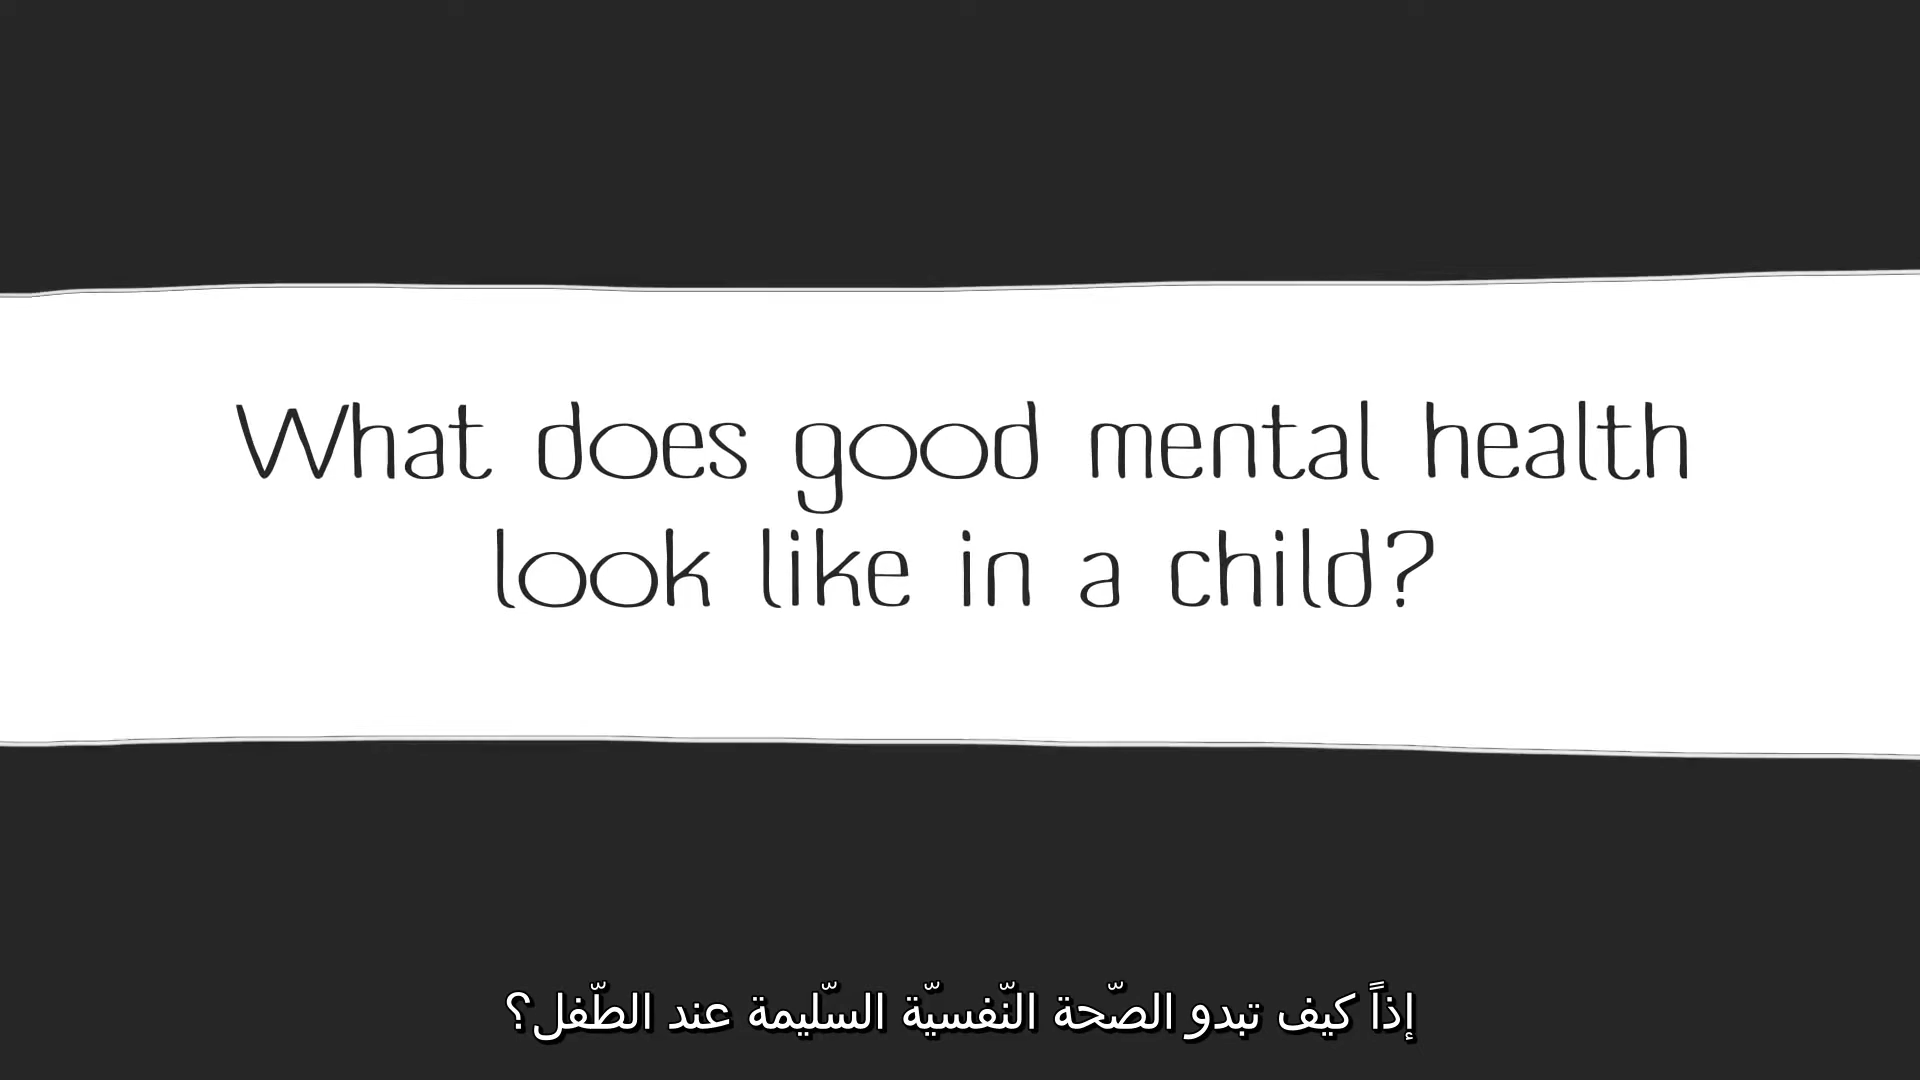 What does good mental health
look like in a child?
إذاً كيف تبدو الصّحة النّفسيّة السّليمة عند الطّفل؟